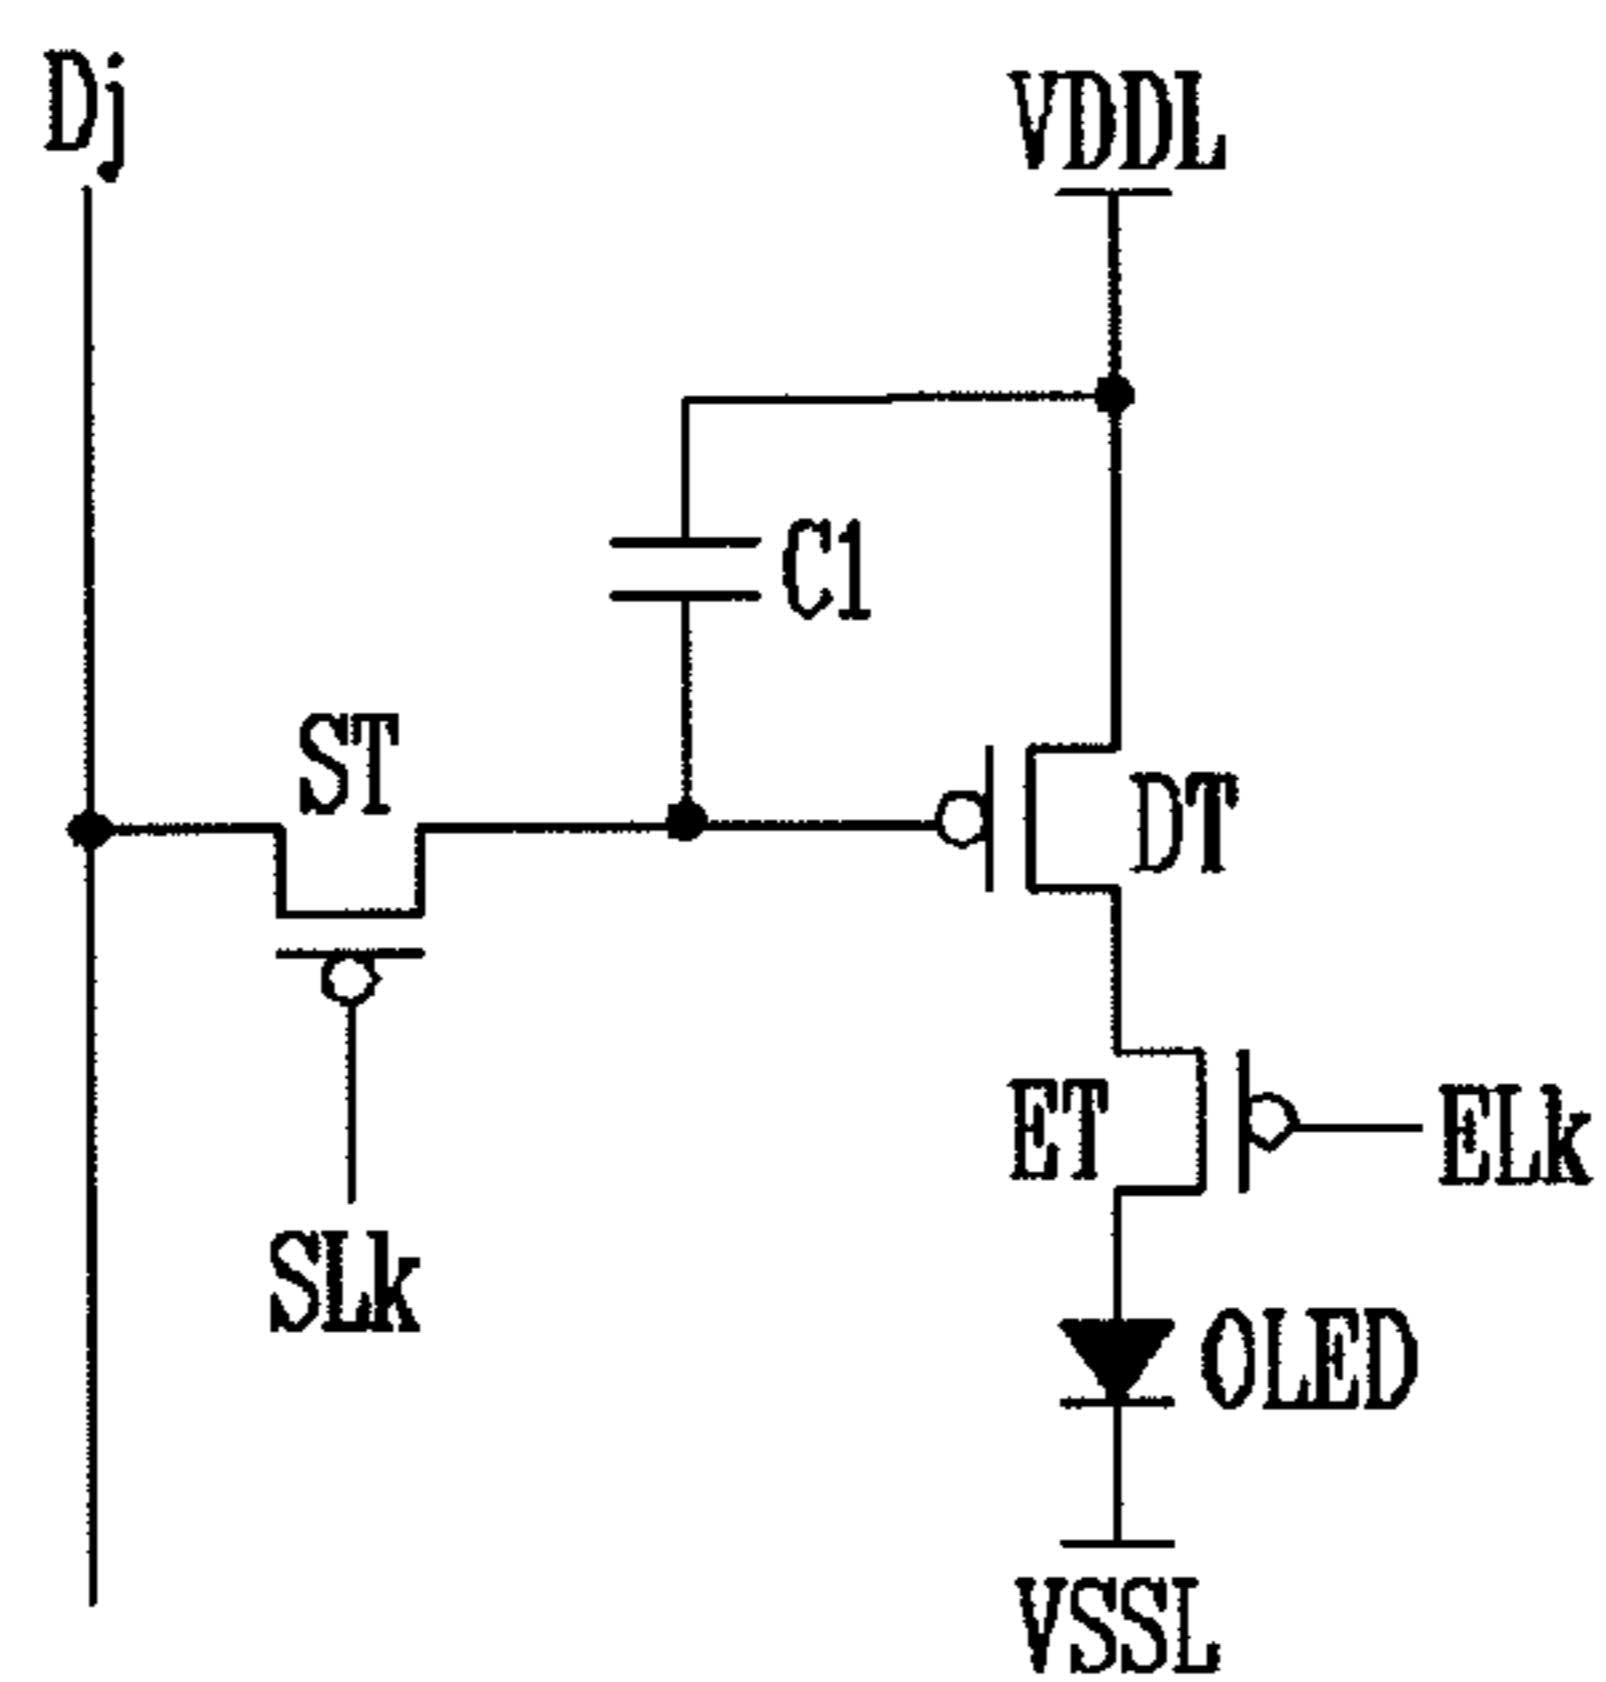 Dj
VDDL
C1
ST
DT
ET
ELk
SLk
OLED
VSSL